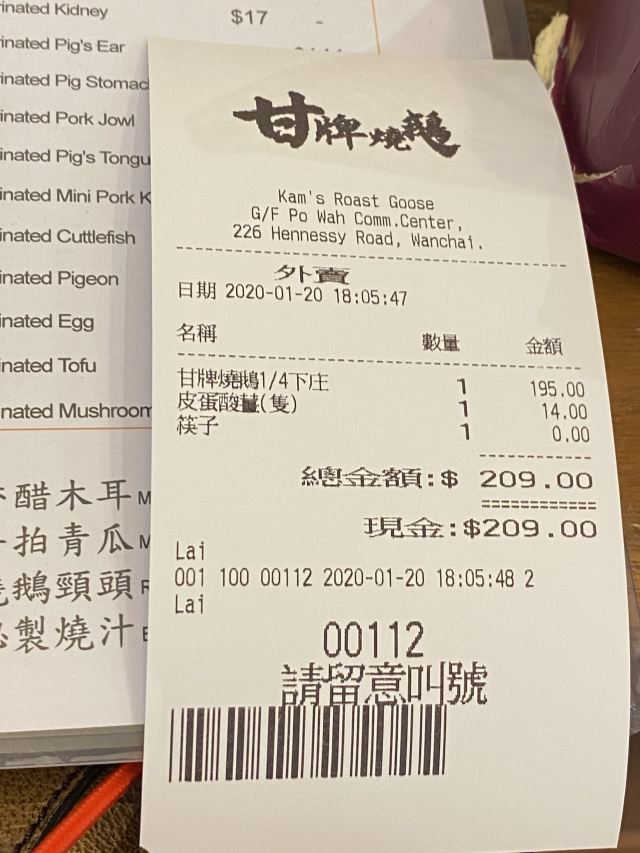 inated Kidney
$17 -
inated Pig's Ear
inated Pig Stomac
inated Pork Jowl
inated Pig's Tongu
inated Mini Pork K
inated Cuttlefish
inated Pigeon
inated Egg
inated Tofu
inated Mushroom
醋木耳 M
拍青瓜 M
鵝頸頭 R
製燒汁
甘牌燒鵝
Kam's Roast Goose
G/F Po Wah Comm.Center,
226 Hennessy Road, Wanchai.
外賣
日期 2020-01-20 18:05:47
名稱 數量 金額
甘牌燒鵝1/4下庄 1 195.00
皮蛋酸薑(隻) 1 14.00
筷子 1 0.00
總金額:$ 209.00
現金:$209.00
Lai
001 100 00112 2020-01-20 18:05:48 2
Lai
00112
請留意叫號